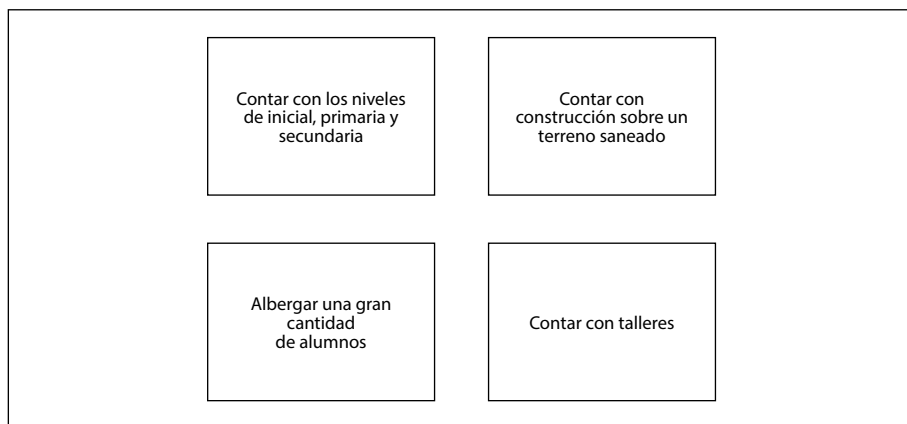 Contar con los niveles
de inicial, primaria y
secundaria
Contar con
construcción sobre un
terreno saneado
Albergar una gran
cantidad
de alumnos
Contar con talleres